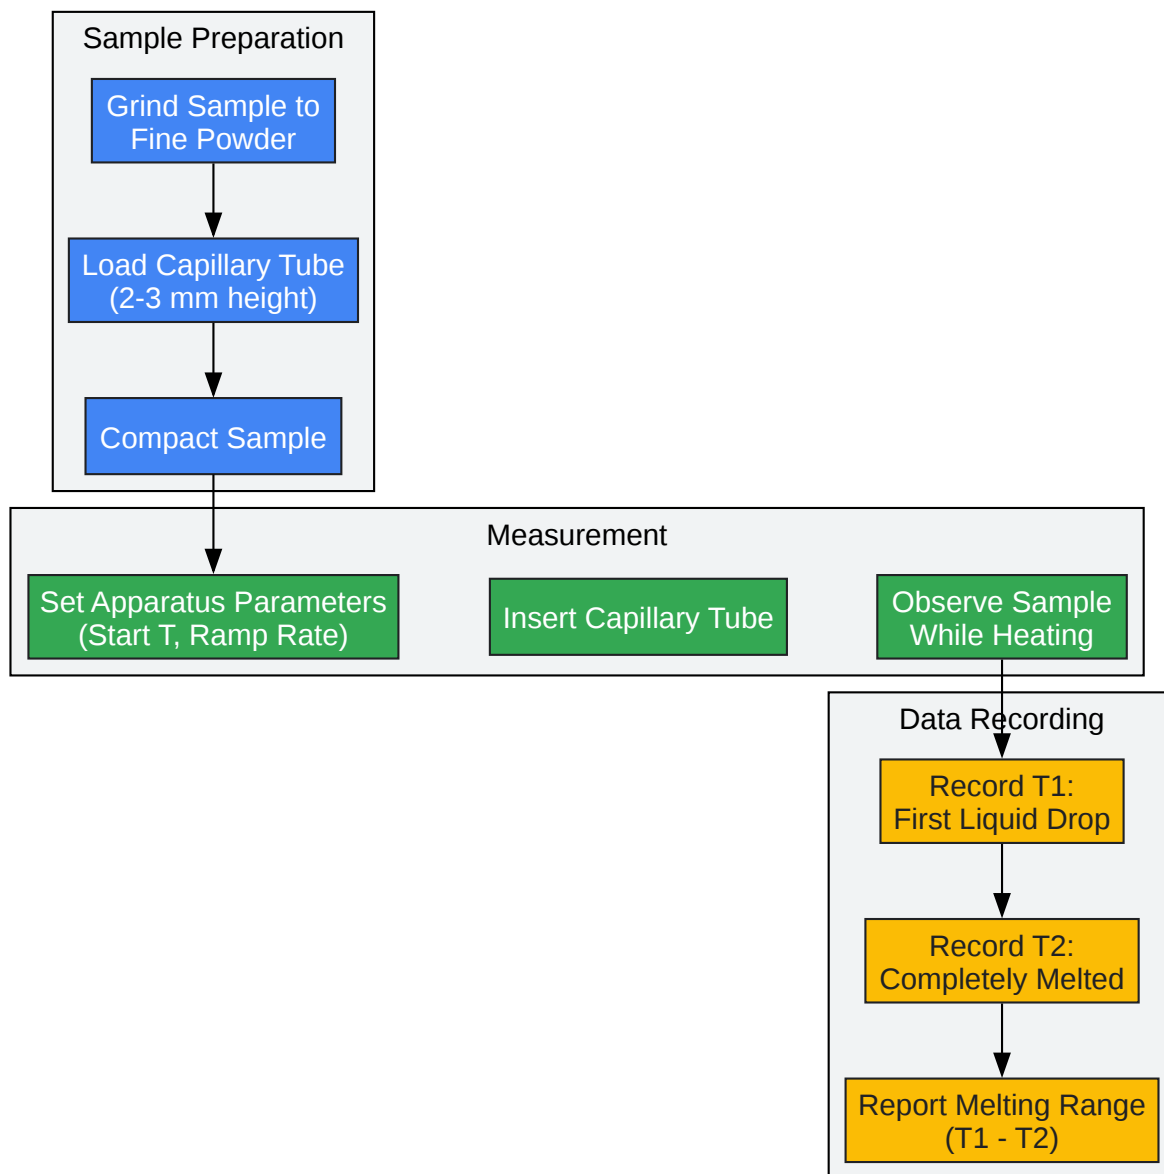 Sample Preparation
Grind Sample to
Fine Powder
Load Capillary Tube
(2-3 mm height)
Compact Sample
Measurement
Set Apparatus Parameters
(Start T, Ramp Rate)
Insert Capillary Tube
Observe Sample
While Heating
Data Recording
Record T1:
First Liquid Drop
Record T2:
Completely Melted
Report Melting Range
(T1 - T2)